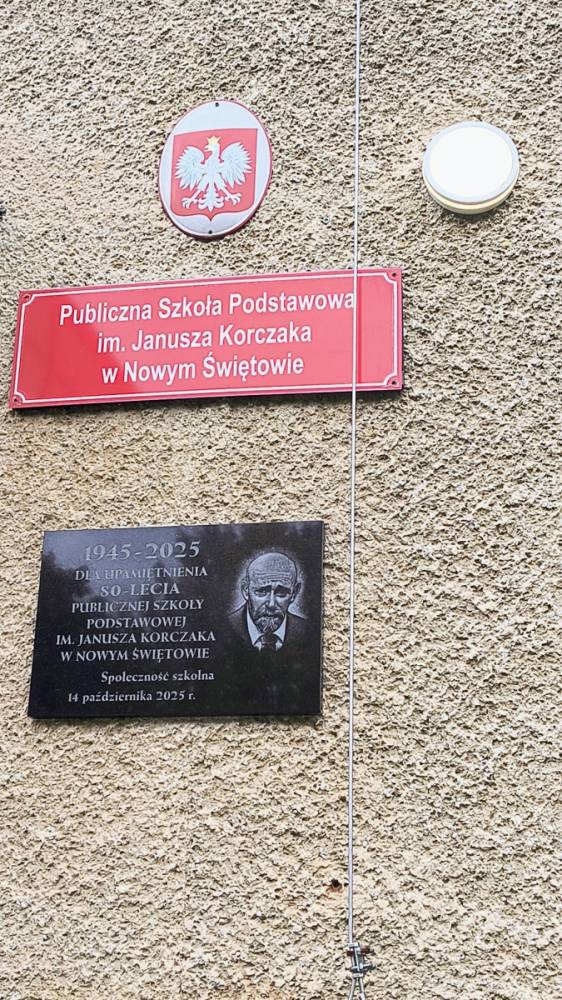 Publiczna Szkoła Podstawowa
im. Janusza Korczaka
w Nowym Świętowie
1945-2025
DLA UPAMIĘTNIENIA
80-LECIA
PUBLICZNEJ SZKOŁY
PODSTAWOWEJ
IM. JANUSZA KORCZAKA
W NOWYM ŚWIĘTOWIE
Społeczność szkolna
14 października 2025 r.